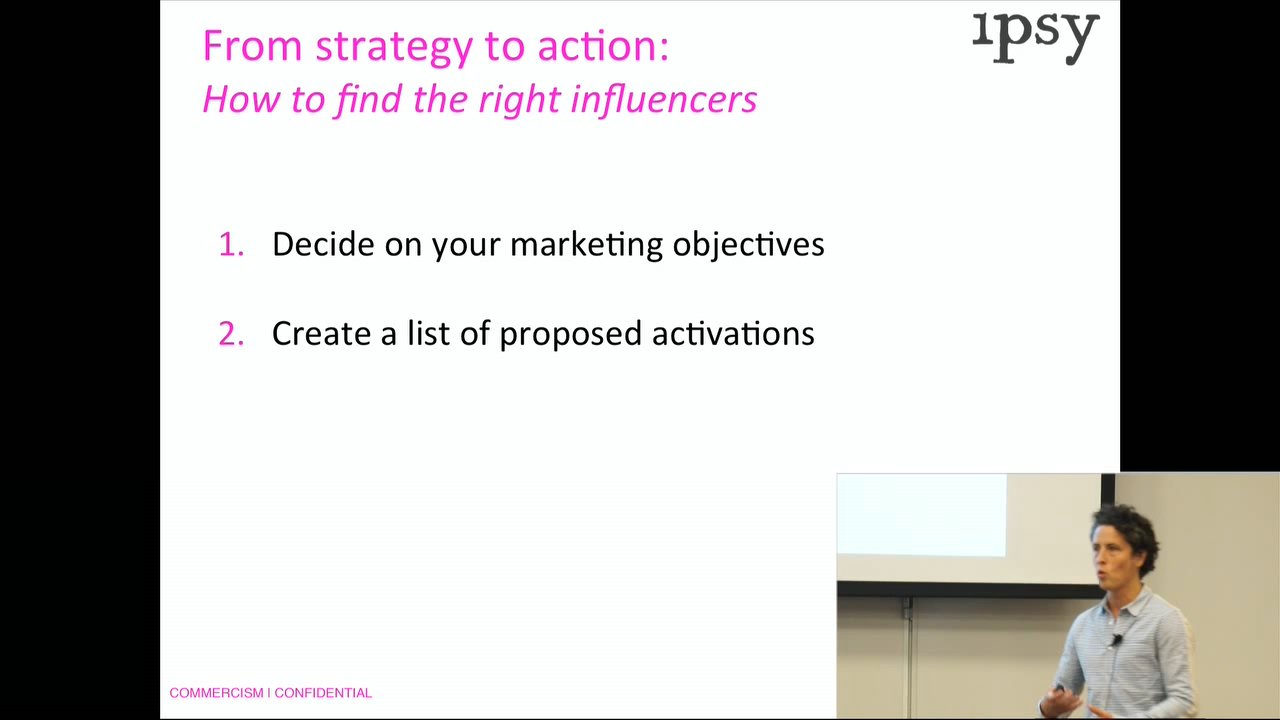 From strategy to action:
ipsy
How to find the right influencers
1. Decide on your marketing objectives
2. Create a list of proposed activations
COMMERCISM I CONFIDENTIAL